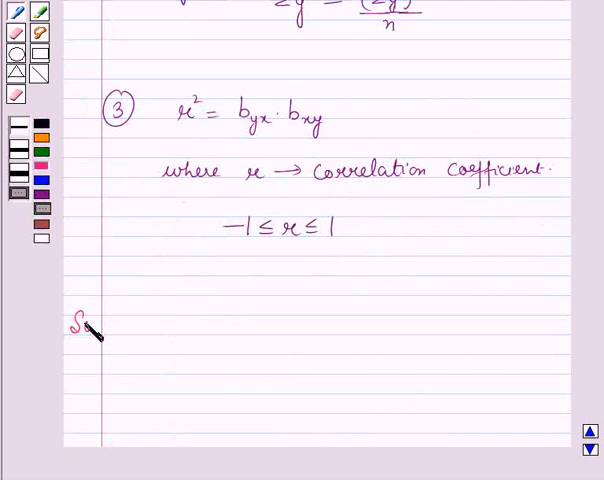 n
3 r² = byx · bxy
where r → correlation coefficient.
-1 ≤ r ≤ 1